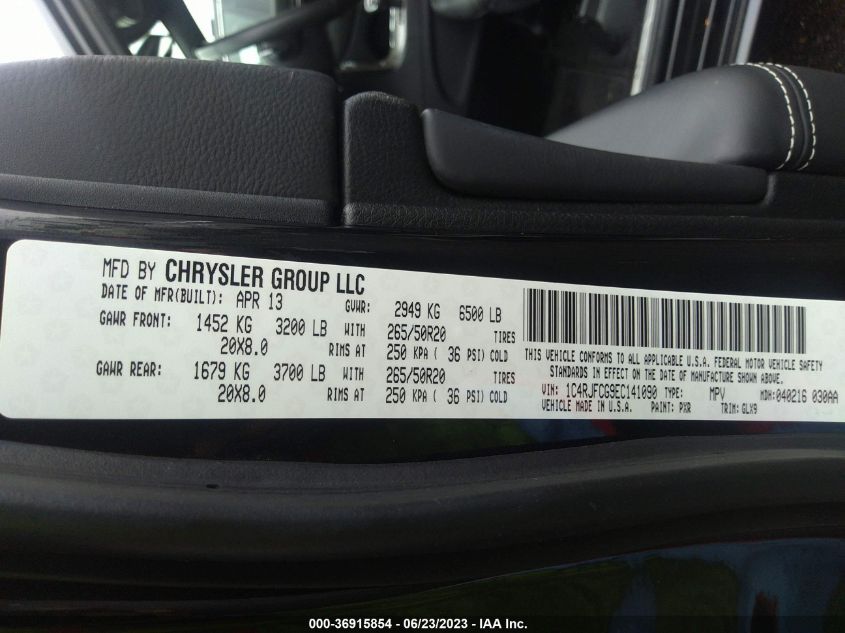 MFD BY CHRYSLER GROUP LLC
DATE OF MFR(BUILT): APR 13 GVWR: 2949 KG 6500 LB
GAWR FRONT: 1452 KG 3200 LB WITH 265/50R20 TIRES
20X8.0 RIMS AT 250 KPA ( 36 PSI) COLD
GAWR REAR: 1679 KG 3700 LB WITH 265/50R20 TIRES
20X8.0 RIMS AT 250 KPA ( 36 PSI) COLD
THIS VEHICLE CONFORMS TO ALL APPLICABLE U.S.A. FEDERAL MOTOR VEHICLE SAFETY
STANDARDS IN EFFECT ON THE DATE OF MANUFACTURE SHOWN ABOVE.
VIN: 1C4RJFCG9EC141090 TYPE: MPV MDH:040216 030AA
VEHICLE MADE IN U.S.A. PAINT: PXR TRIM: GLX9
000-36915854 / 06/23/2023 - IAA Inc.